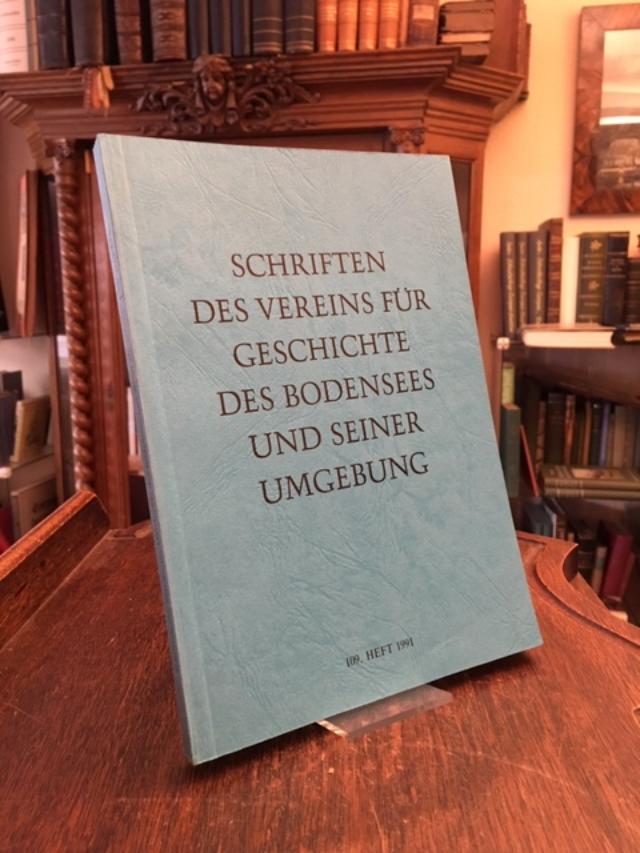 SCHRIFTEN
DES VEREINS FÜR
GESCHICHTE
DES BODENSEES
UND SEINER
UMGEBUNG
109. HEFT 1991